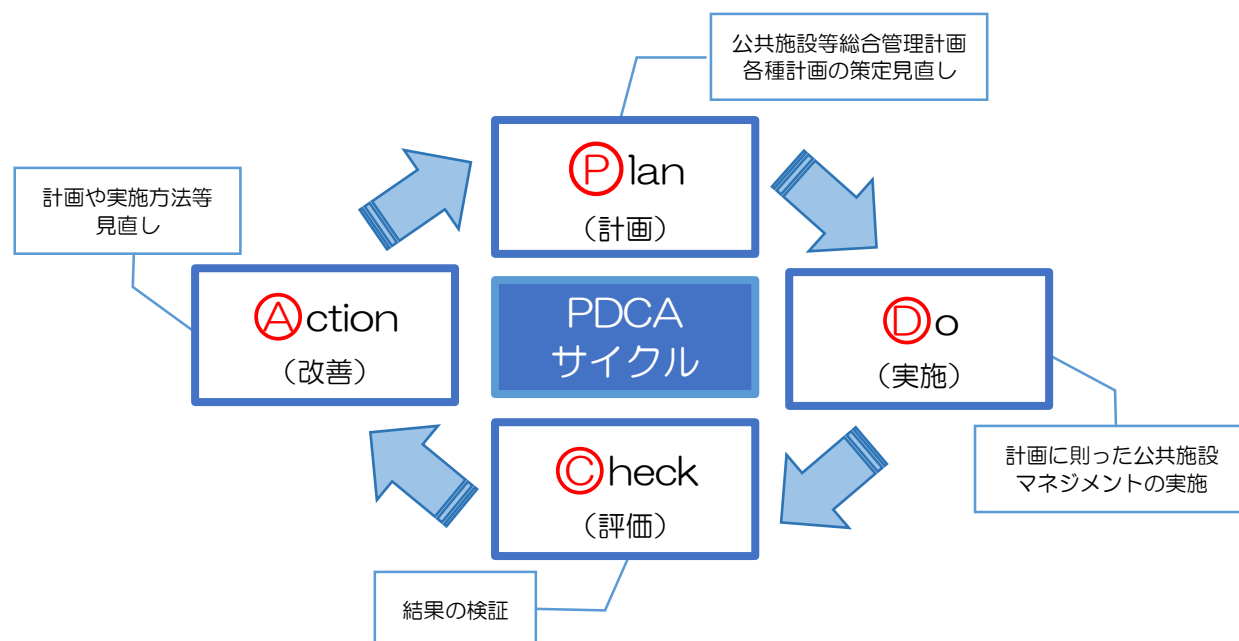 公共施設等総合管理計画
各種計画の策定見直し
Plan
（計画）
計画や実施方法等
見直し
Action
（改善）
PDCA
サイクル
Do
（実施）
Check
（評価）
計画に則った公共施設
マネジメントの実施
結果の検証